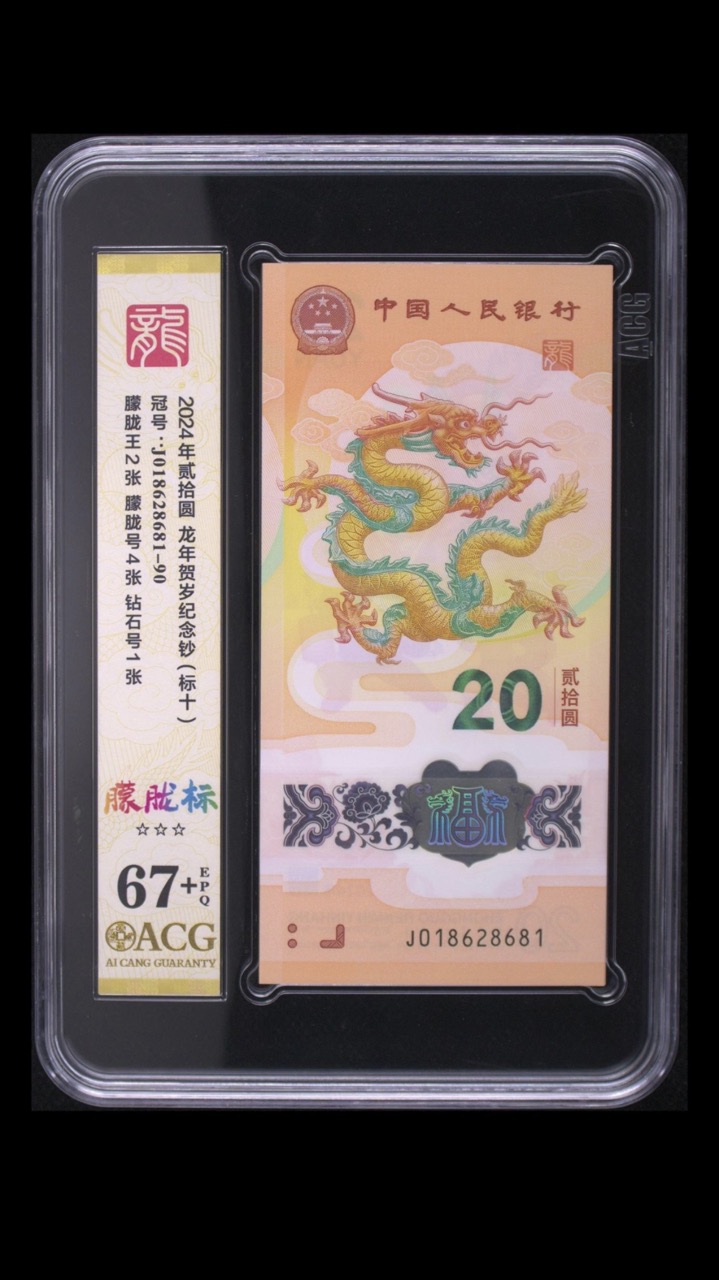 龍
2024年贰拾圆 龙年贺岁纪念钞(标十)
冠号:J018628681-90
朦胧王2张 朦胧号4张 钻石号1张
朦胧标
☆☆☆
67+EPQ
ACG
AI CANG GUARANTY
中国人民银行
龍
20
贰拾圆
福
J018628681
ACG